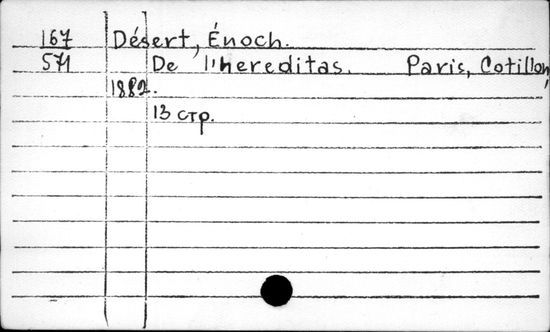 167 Désert, Énoch.
571 De l'hereditas. Paris, Cotillon,
1882.
13 стр.